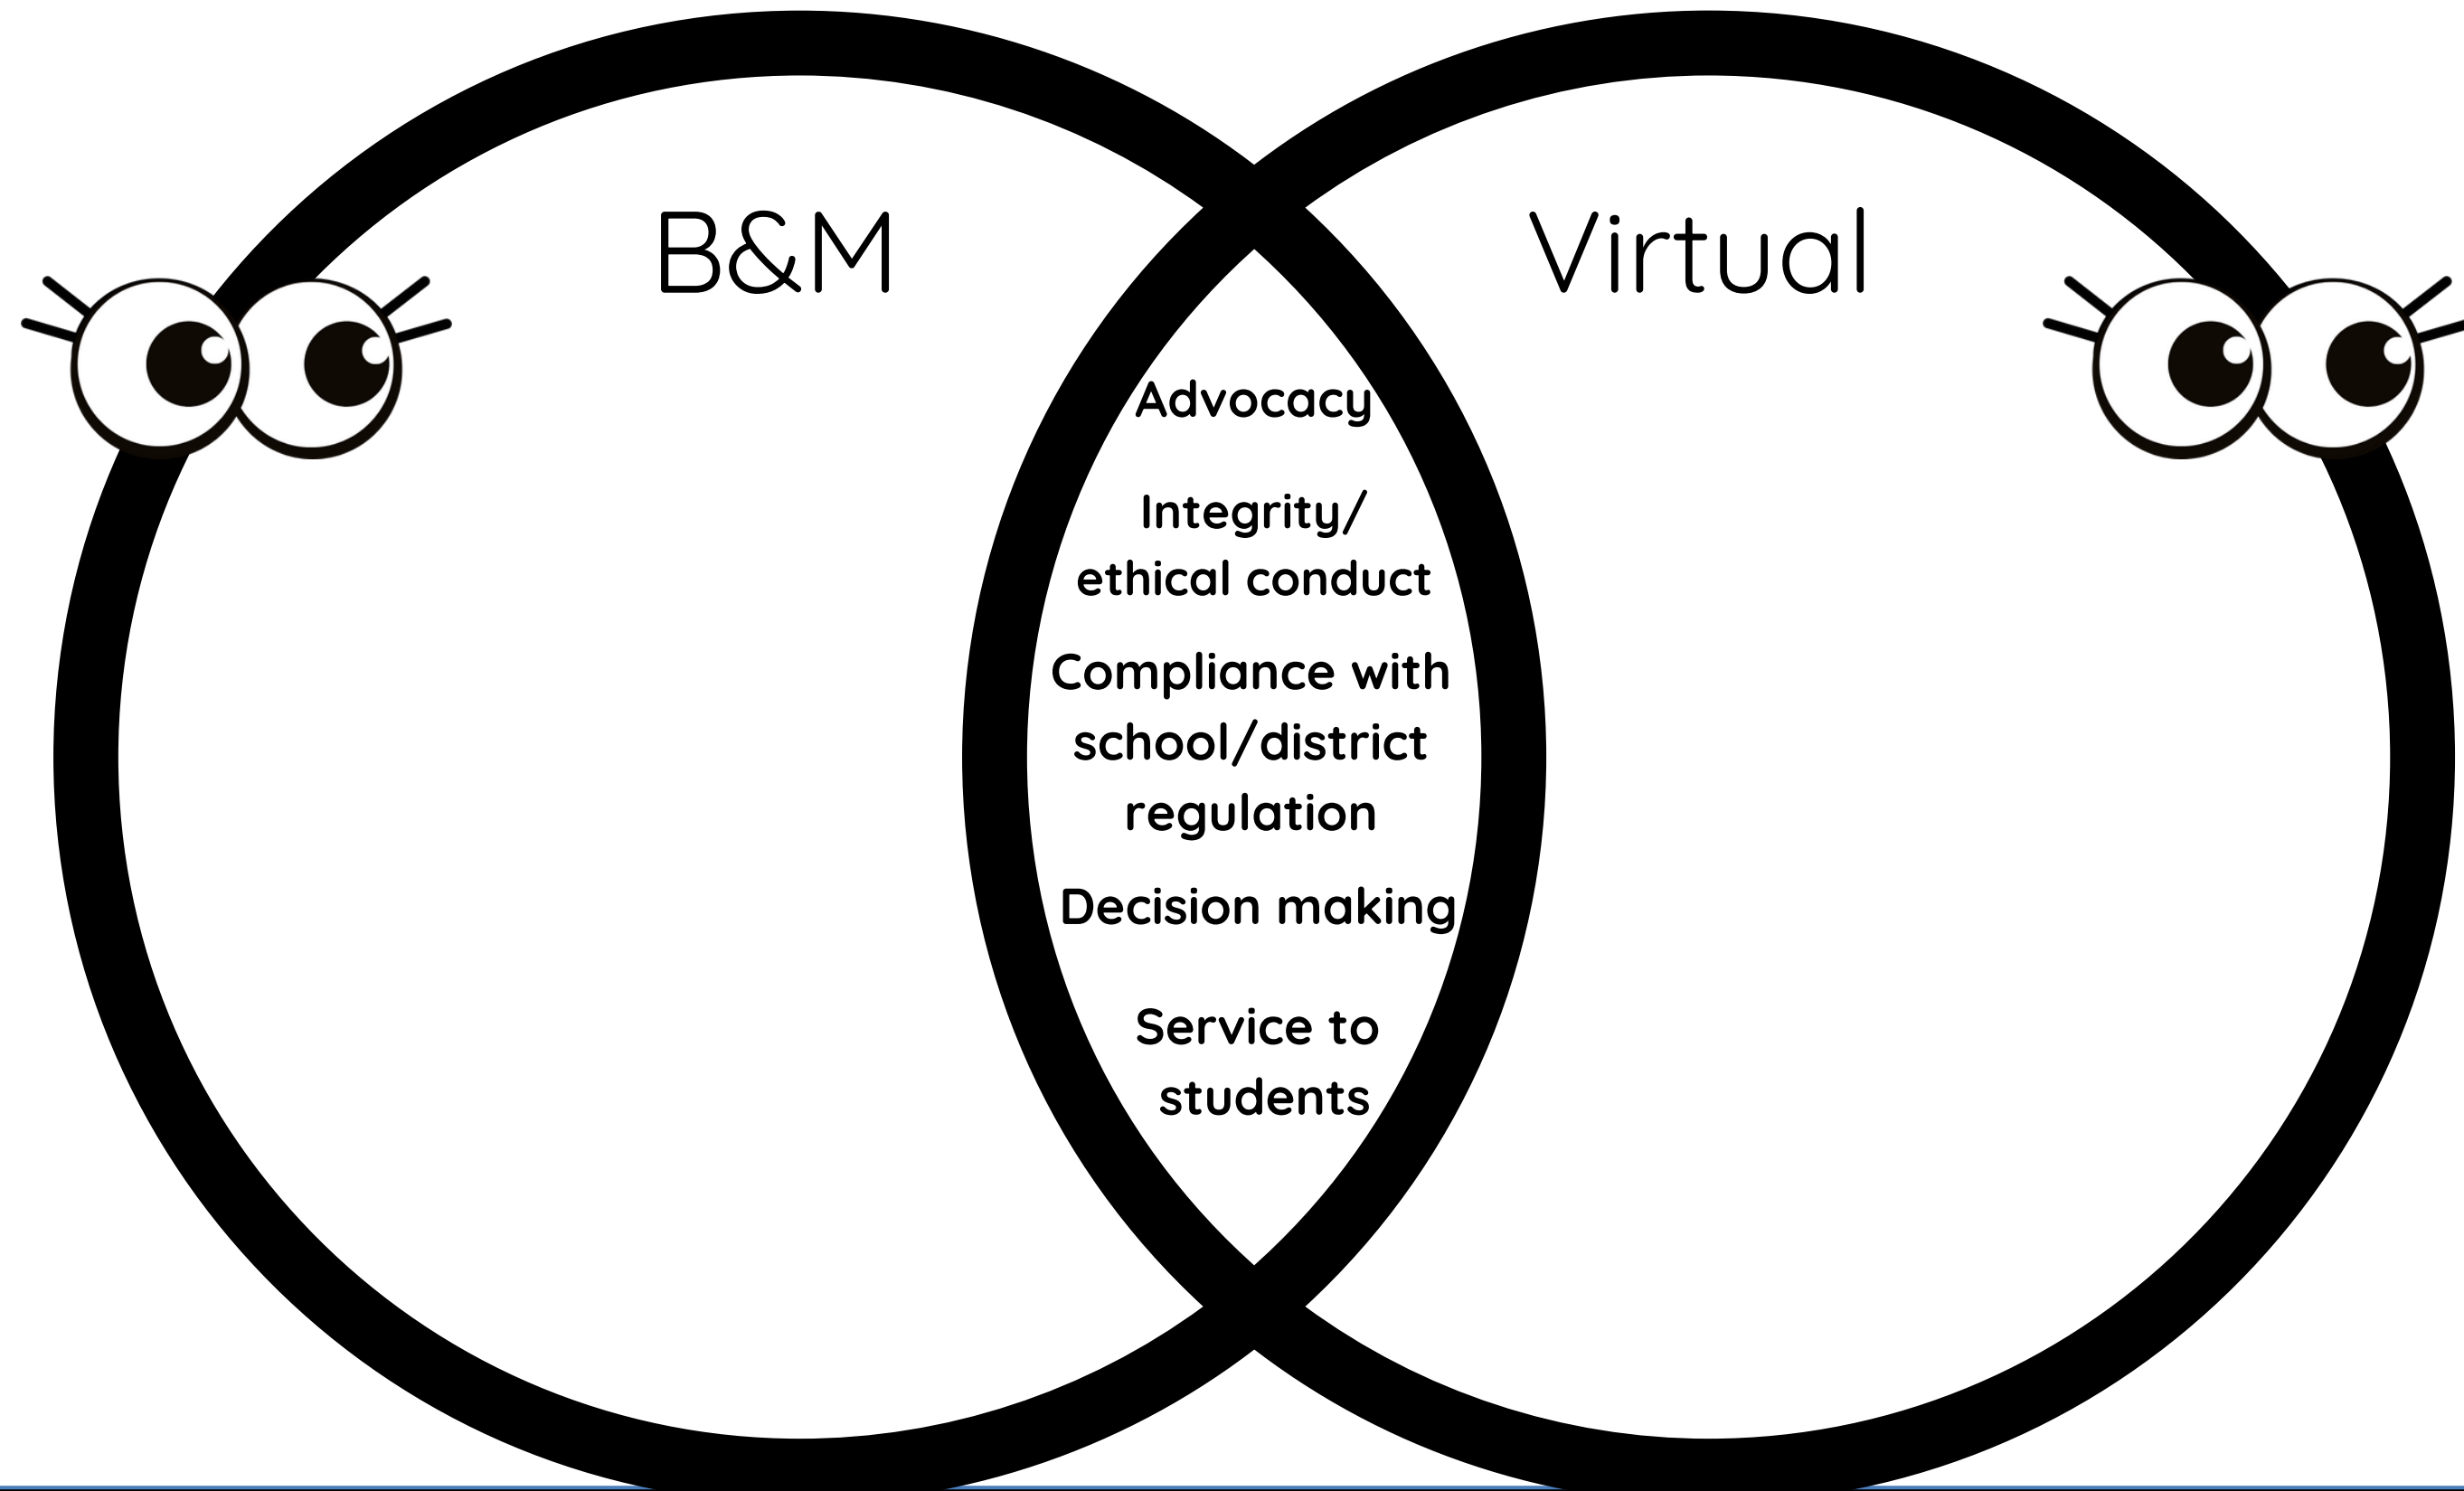 B&M
Virtual
Advocacy
Integrity/
ethical conduct
Compliance with
school/district
regulation
Decision making
Service to
students